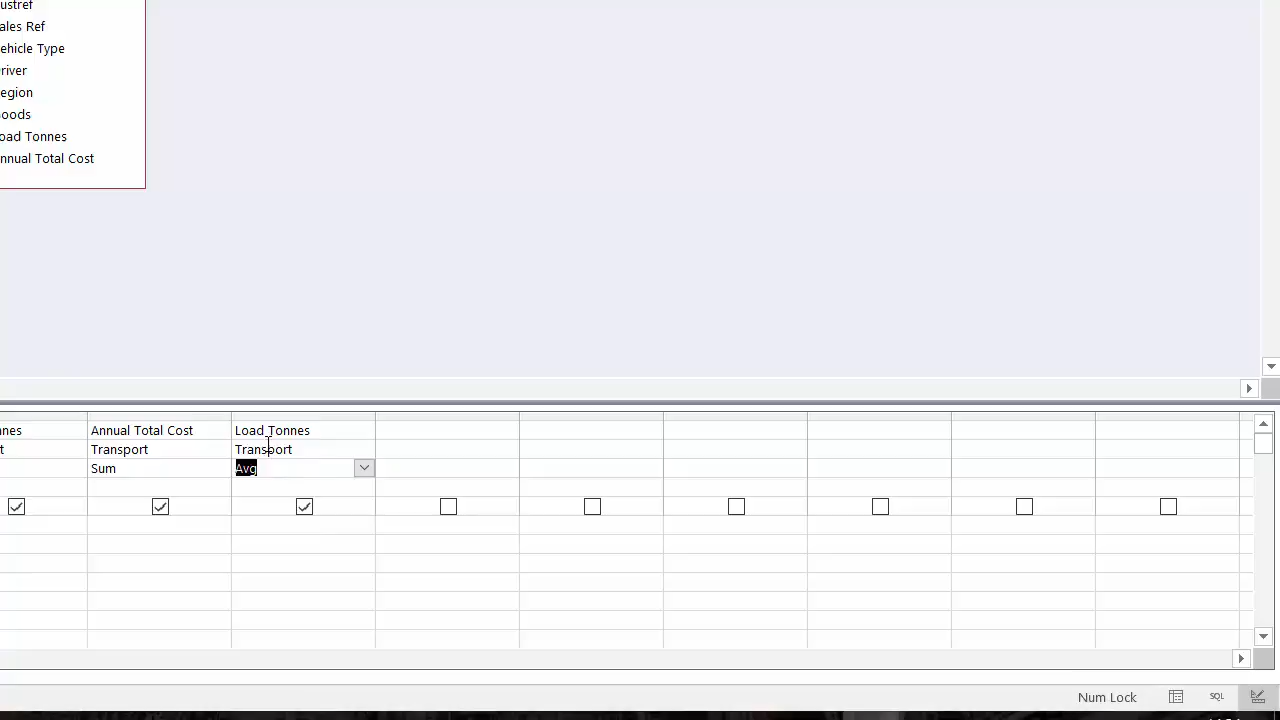 ustref
ales Ref
ehicle Type
river
egion
oods
oad Tonnes
nnual Total Cost
nnes Annual Total Cost Load Tonnes
t Transport Transport
Sum Avg
Num Lock SQL